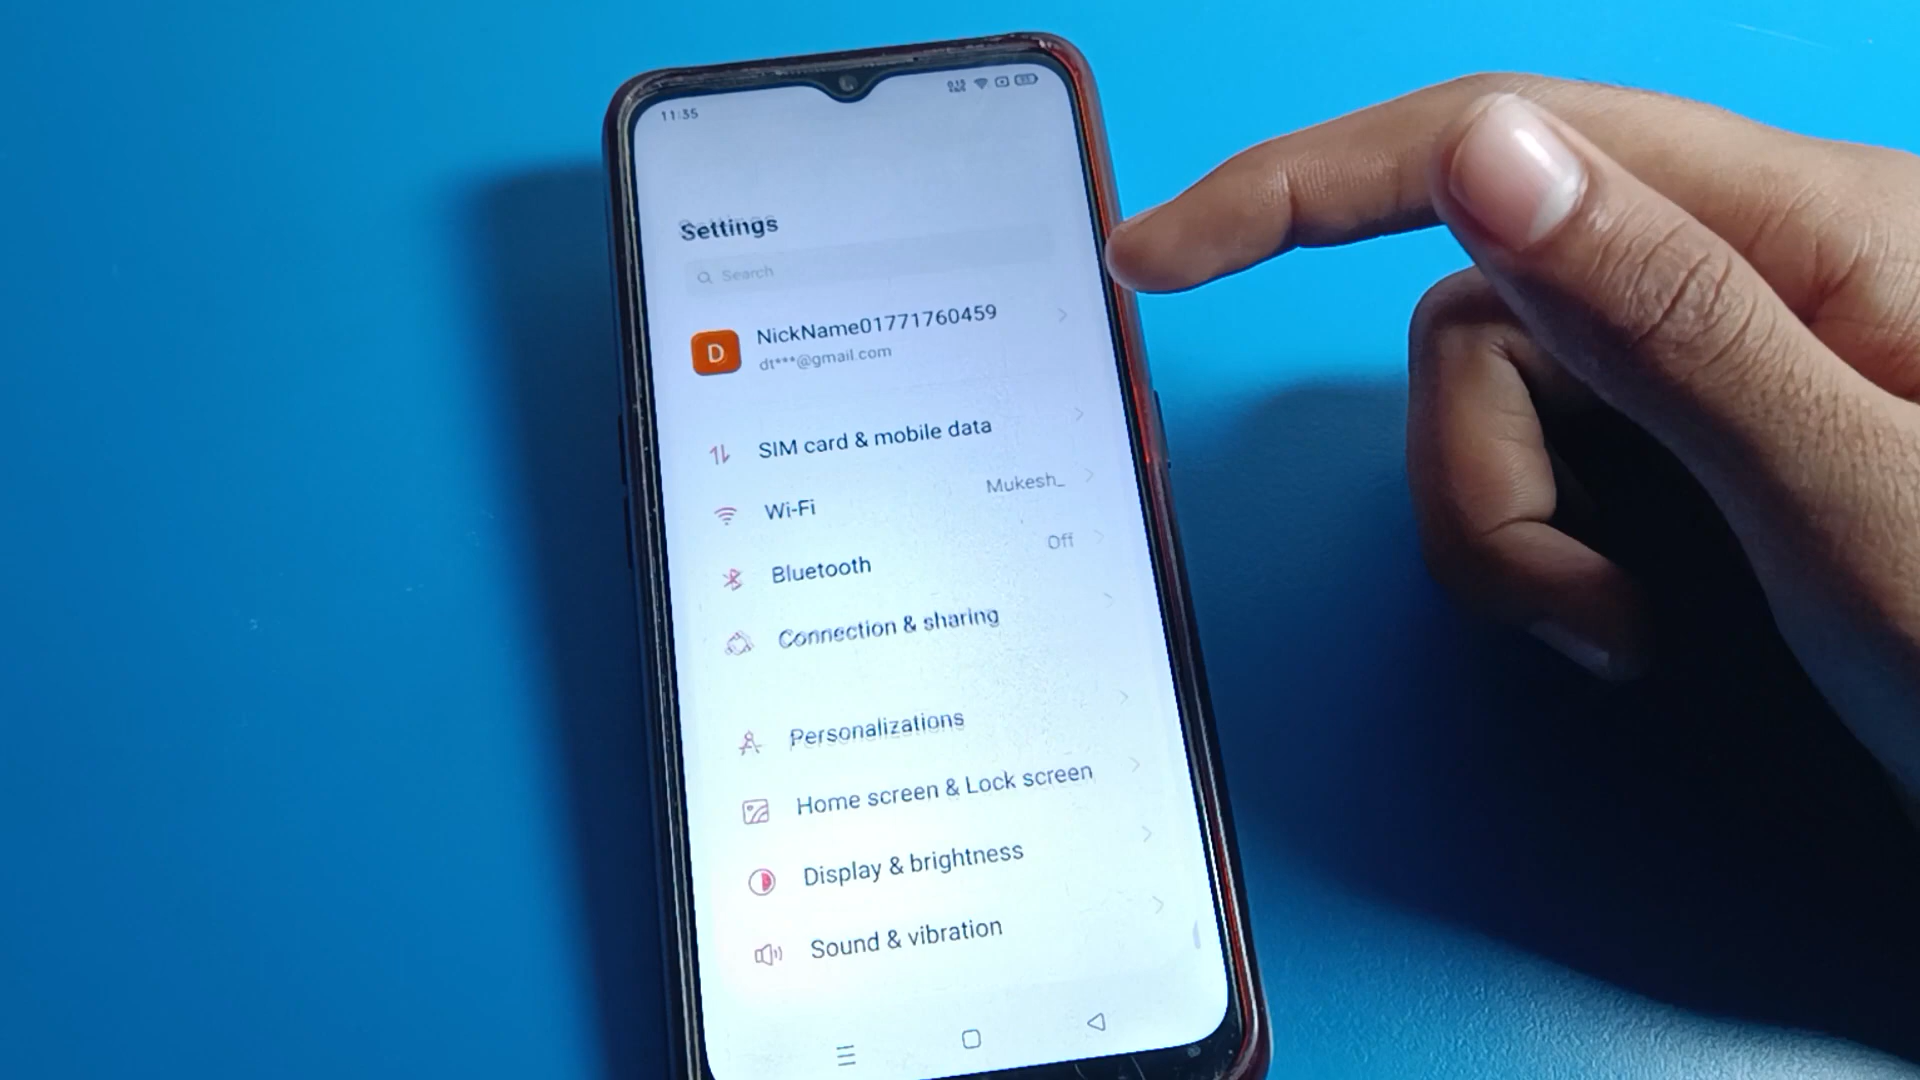 11:35
Settings
Search
D
NickName01771760459
dt***@gmail.com
SIM card & mobile data
Wi-Fi Mukesh_
Bluetooth Off
Connection & sharing
Personalizations
Home screen & Lock screen
Display & brightness
Sound & vibration